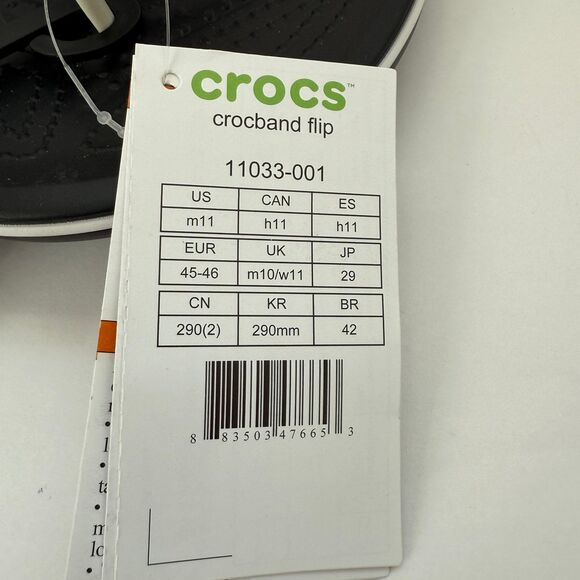 crocs™
crocband flip
11033-001
US CAN ES
m11 h11 h11
EUR UK JP
45-46 m10/w11 29
CN KR BR
290(2) 290mm 42
8 83503 47665 3